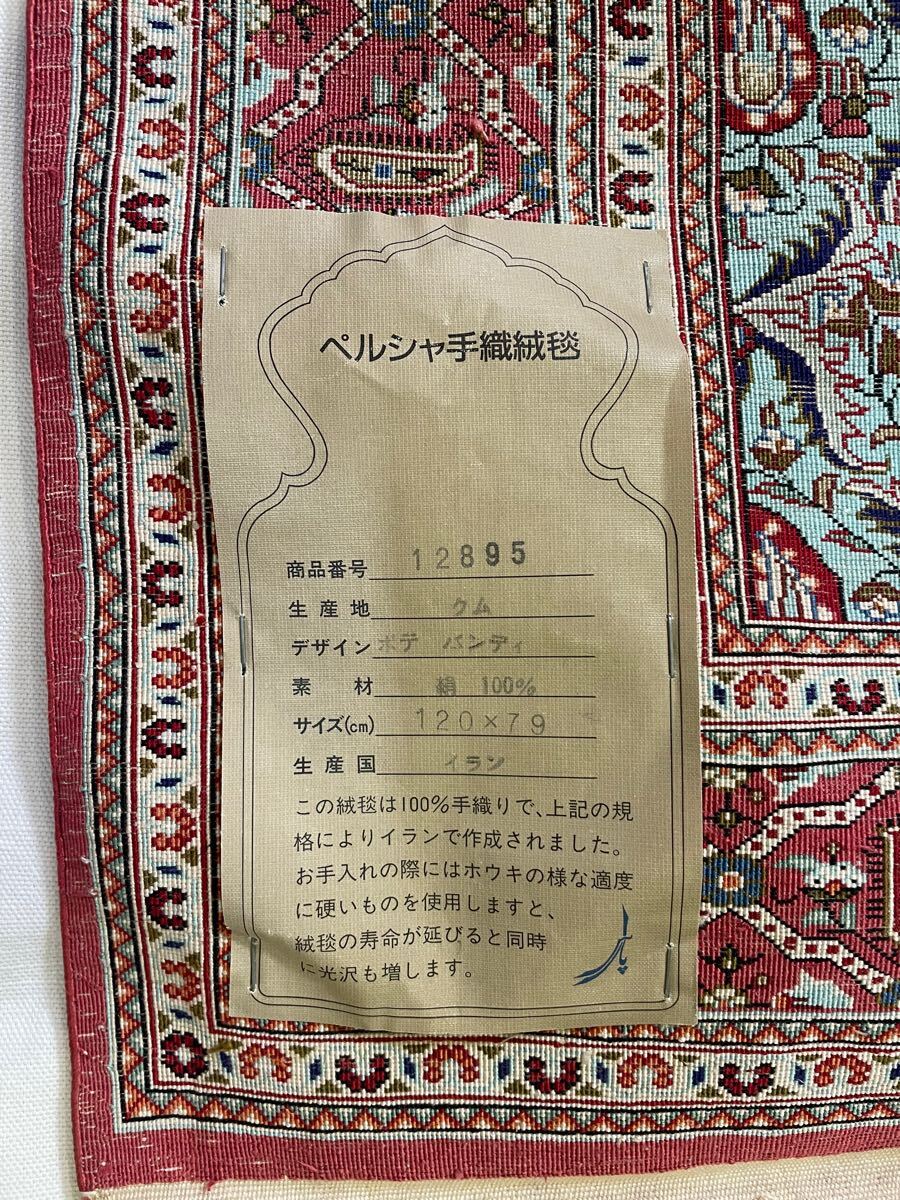 ペルシャ手織絨毯
商品番号 12895
生産地 クム
デザイン ボテ バンディ
素材 絹 100%
サイズ(cm) 120×79
生産国 イラン
この絨毯は100%手織りで、上記の規
格によりイランで作成されました。
お手入れの際にはホウキの様な適度
に硬いものを使用しますと、
絨毯の寿命が延びると同時
に光沢も増します。